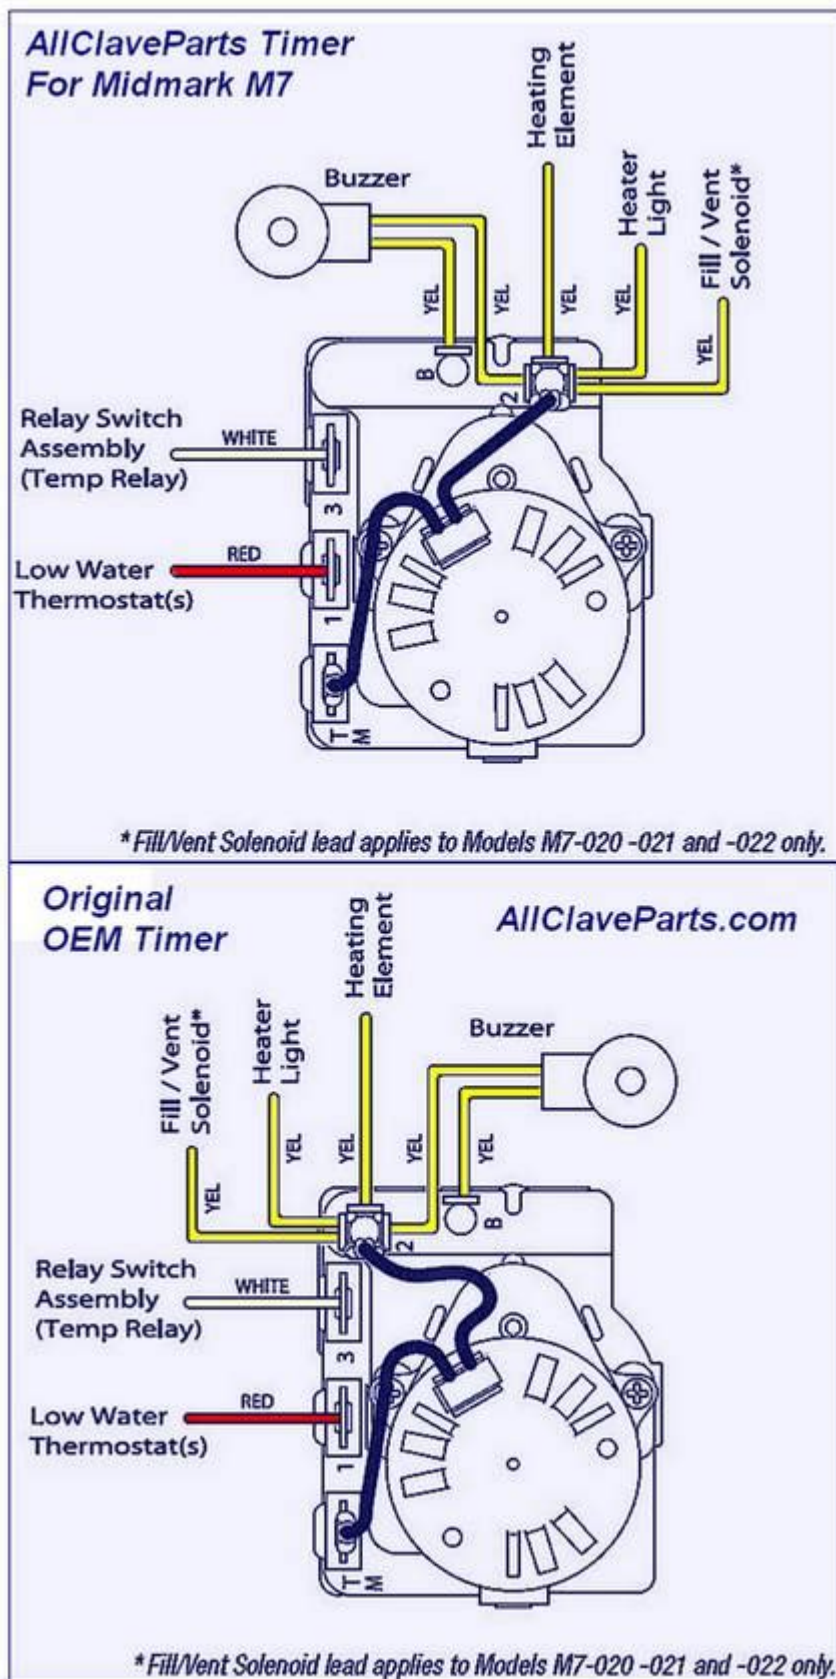 AllClaveParts Timer
For Midmark M7
Heating
Element
Buzzer
Heater
Light
Fill / Vent
Solenoid*
YEL
YEL
YEL
YEL
YEL
B
2
Relay Switch
Assembly
(Temp Relay)
WHITE
3
Low Water
Thermostat(s)
RED
1
T
M
*Fill/Vent Solenoid lead applies to Models M7-020 -021 and -022 only.
Original
OEM Timer
AllClaveParts.com
Heating
Element
Fill / Vent
Solenoid*
Heater
Light
Buzzer
YEL
YEL
YEL
YEL
YEL
2
B
Relay Switch
Assembly
(Temp Relay)
WHITE
3
Low Water
Thermostat(s)
RED
1
T
M
*Fill/Vent Solenoid lead applies to Models M7-020 -021 and -022 only.